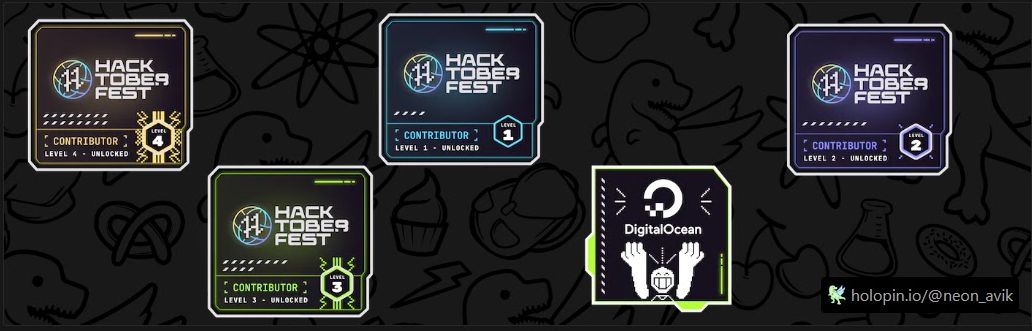 HACK
TOBER
FEST
CONTRIBUTOR
LEVEL
4
LEVEL 4 - UNLOCKED
HACK
TOBER
FEST
CONTRIBUTOR
LEVEL
1
LEVEL 1 - UNLOCKED
HACK
TOBER
FEST
CONTRIBUTOR
LEVEL
2
LEVEL 2 - UNLOCKED
11
HACK
TOBER
FEST
CONTRIBUTOR
LEVEL
3
LEVEL 3 - UNLOCKED
DigitalOcean
holopin.io/@neon_avik